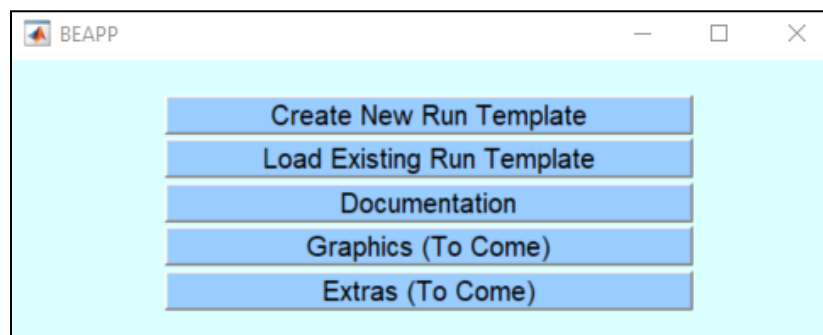 BEAPP
Create New Run Template
Load Existing Run Template
Documentation
Graphics (To Come)
Extras (To Come)